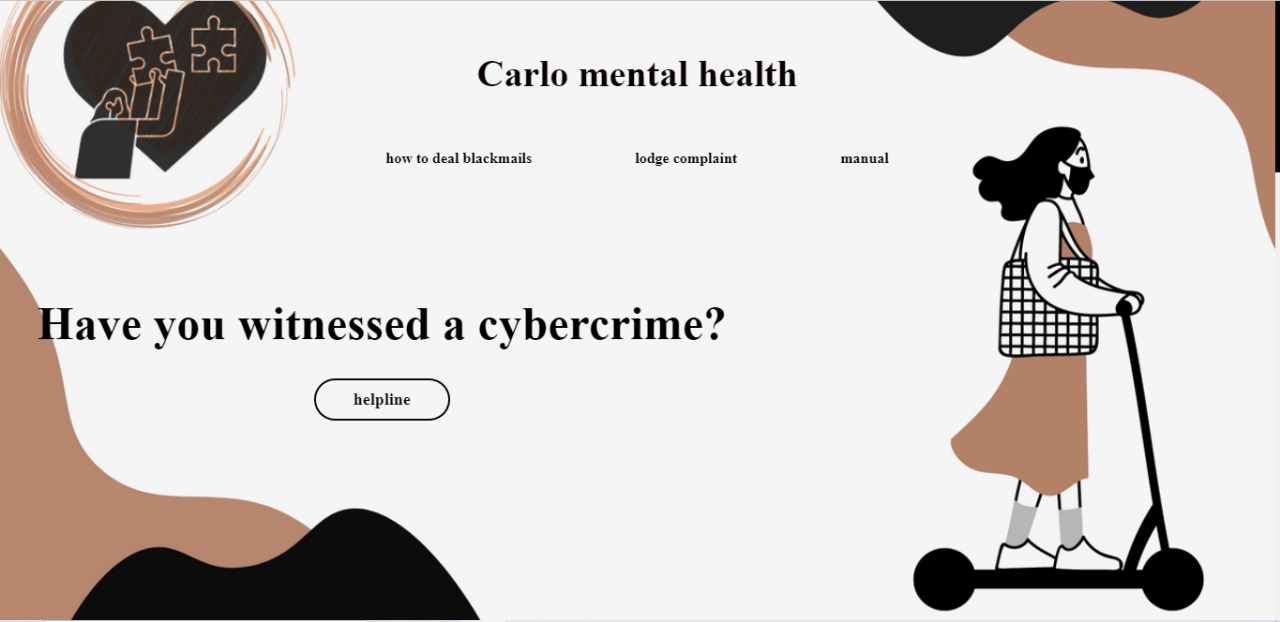 Carlo mental health
how to deal blackmails
lodge complaint
manual
Have you witnessed a cybercrime?
helpline